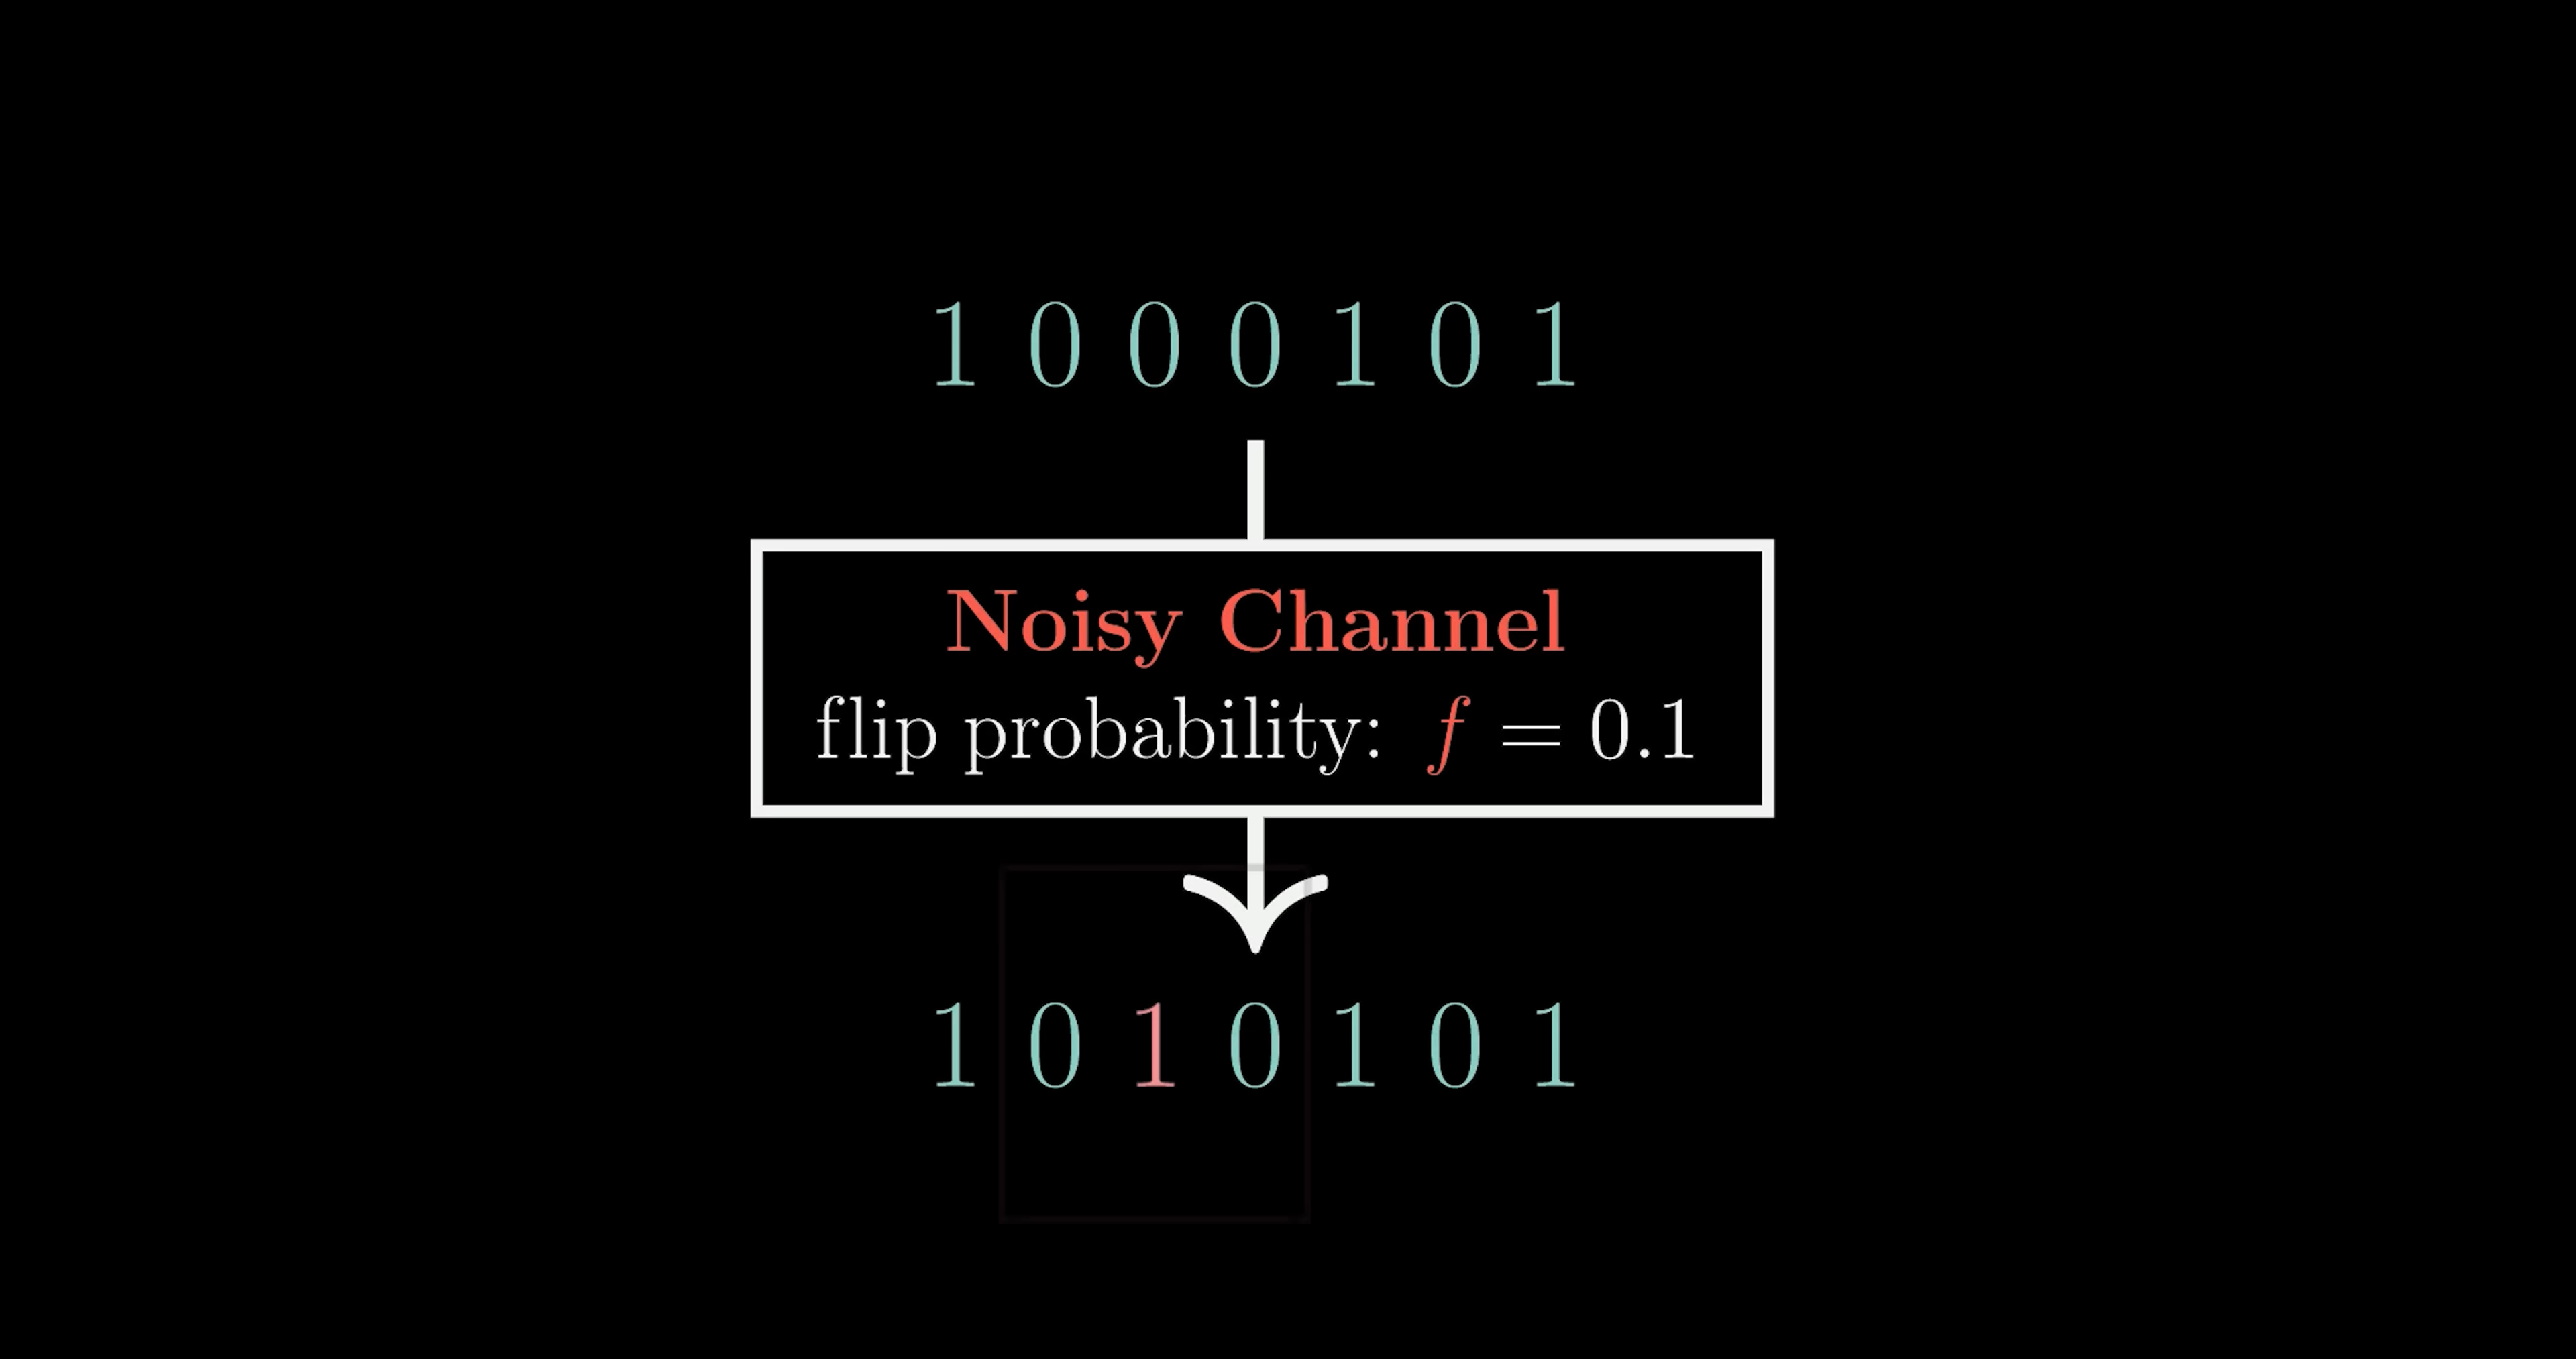 1 0 0 0 1 0 1
Noisy Channel
flip probability: f = 0.1
1 0 1 0 1 0 1